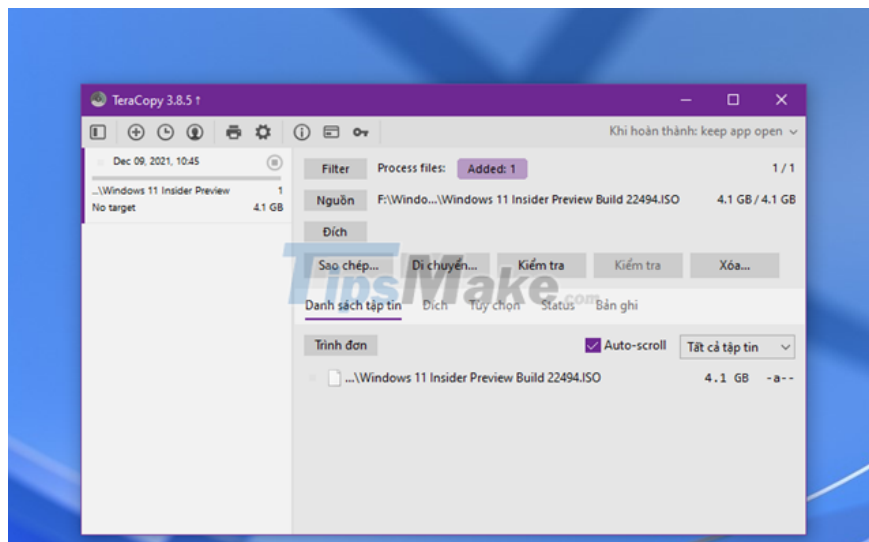 TeraCopy 3.8.5 ↑
Khi hoàn thành: keep app open
Dec 09, 2021, 10:45
...\Windows 11 Insider Preview 1
No target 4.1 GB
Filter Process files: Added: 1 1 / 1
Nguồn F:\Windo...\Windows 11 Insider Preview Build 22494.ISO 4.1 GB / 4.1 GB
Đích
Sao chép... Di chuyển... Kiểm tra Kiểm tra Xóa...
TipsMake.com
Danh sách tập tin Đích Tùy chọn Status Bản ghi
Trình đơn Auto-scroll Tất cả tập tin
...\Windows 11 Insider Preview Build 22494.ISO 4.1 GB -a--